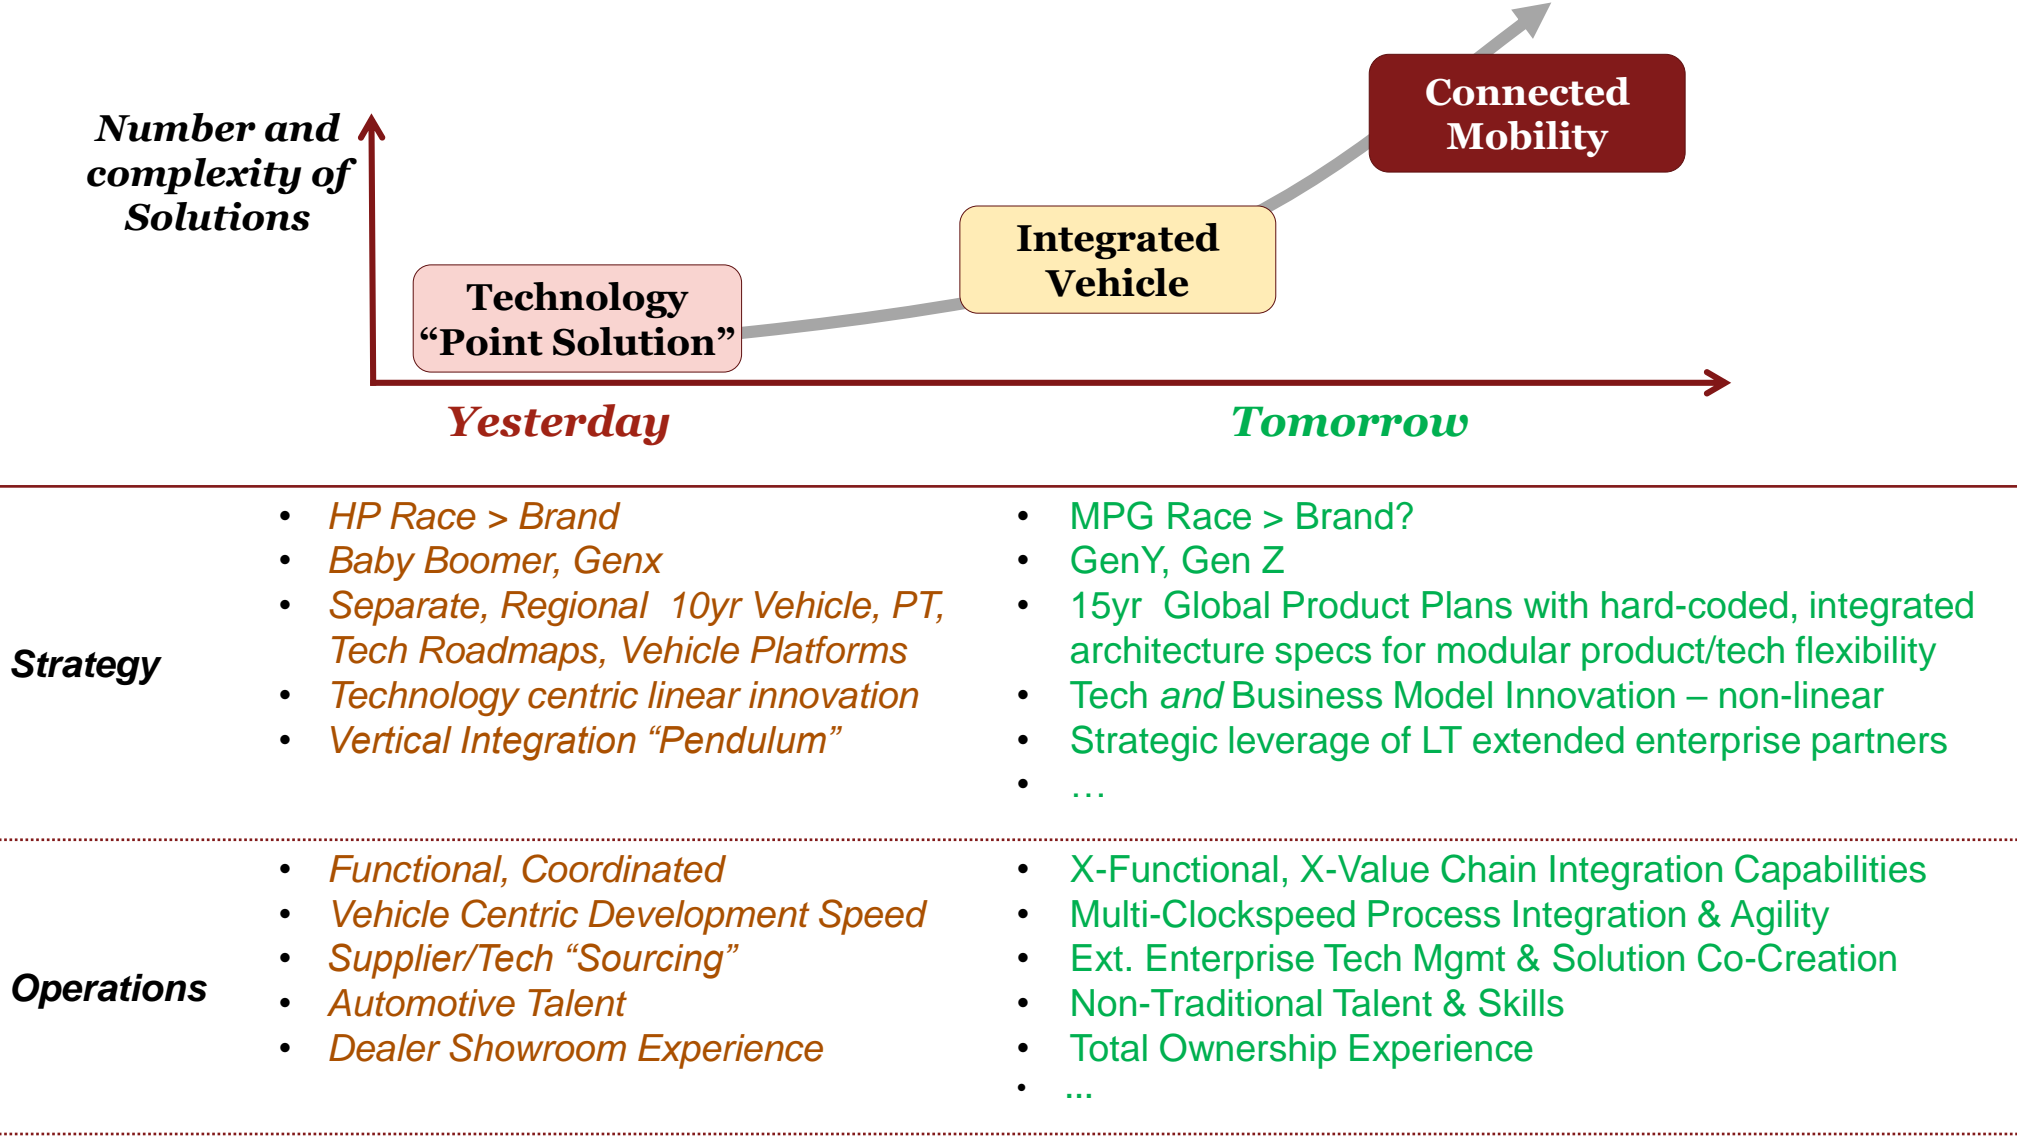 Number and
complexity of
Solutions
Connected
Mobility
Integrated
Vehicle
Technology
“Point Solution”
Yesterday
Tomorrow
Strategy
• HP Race > Brand
• Baby Boomer, Genx
• Separate, Regional 10yr Vehicle, PT,
Tech Roadmaps, Vehicle Platforms
• Technology centric linear innovation
• Vertical Integration “Pendulum”
• MPG Race > Brand?
• GenY, Gen Z
• 15yr Global Product Plans with hard-coded, integrated
architecture specs for modular product/tech flexibility
• Tech and Business Model Innovation – non-linear
• Strategic leverage of LT extended enterprise partners
• …
Operations
• Functional, Coordinated
• Vehicle Centric Development Speed
• Supplier/Tech “Sourcing”
• Automotive Talent
• Dealer Showroom Experience
• X-Functional, X-Value Chain Integration Capabilities
• Multi-Clockspeed Process Integration & Agility
• Ext. Enterprise Tech Mgmt & Solution Co-Creation
• Non-Traditional Talent & Skills
• Total Ownership Experience
• ...